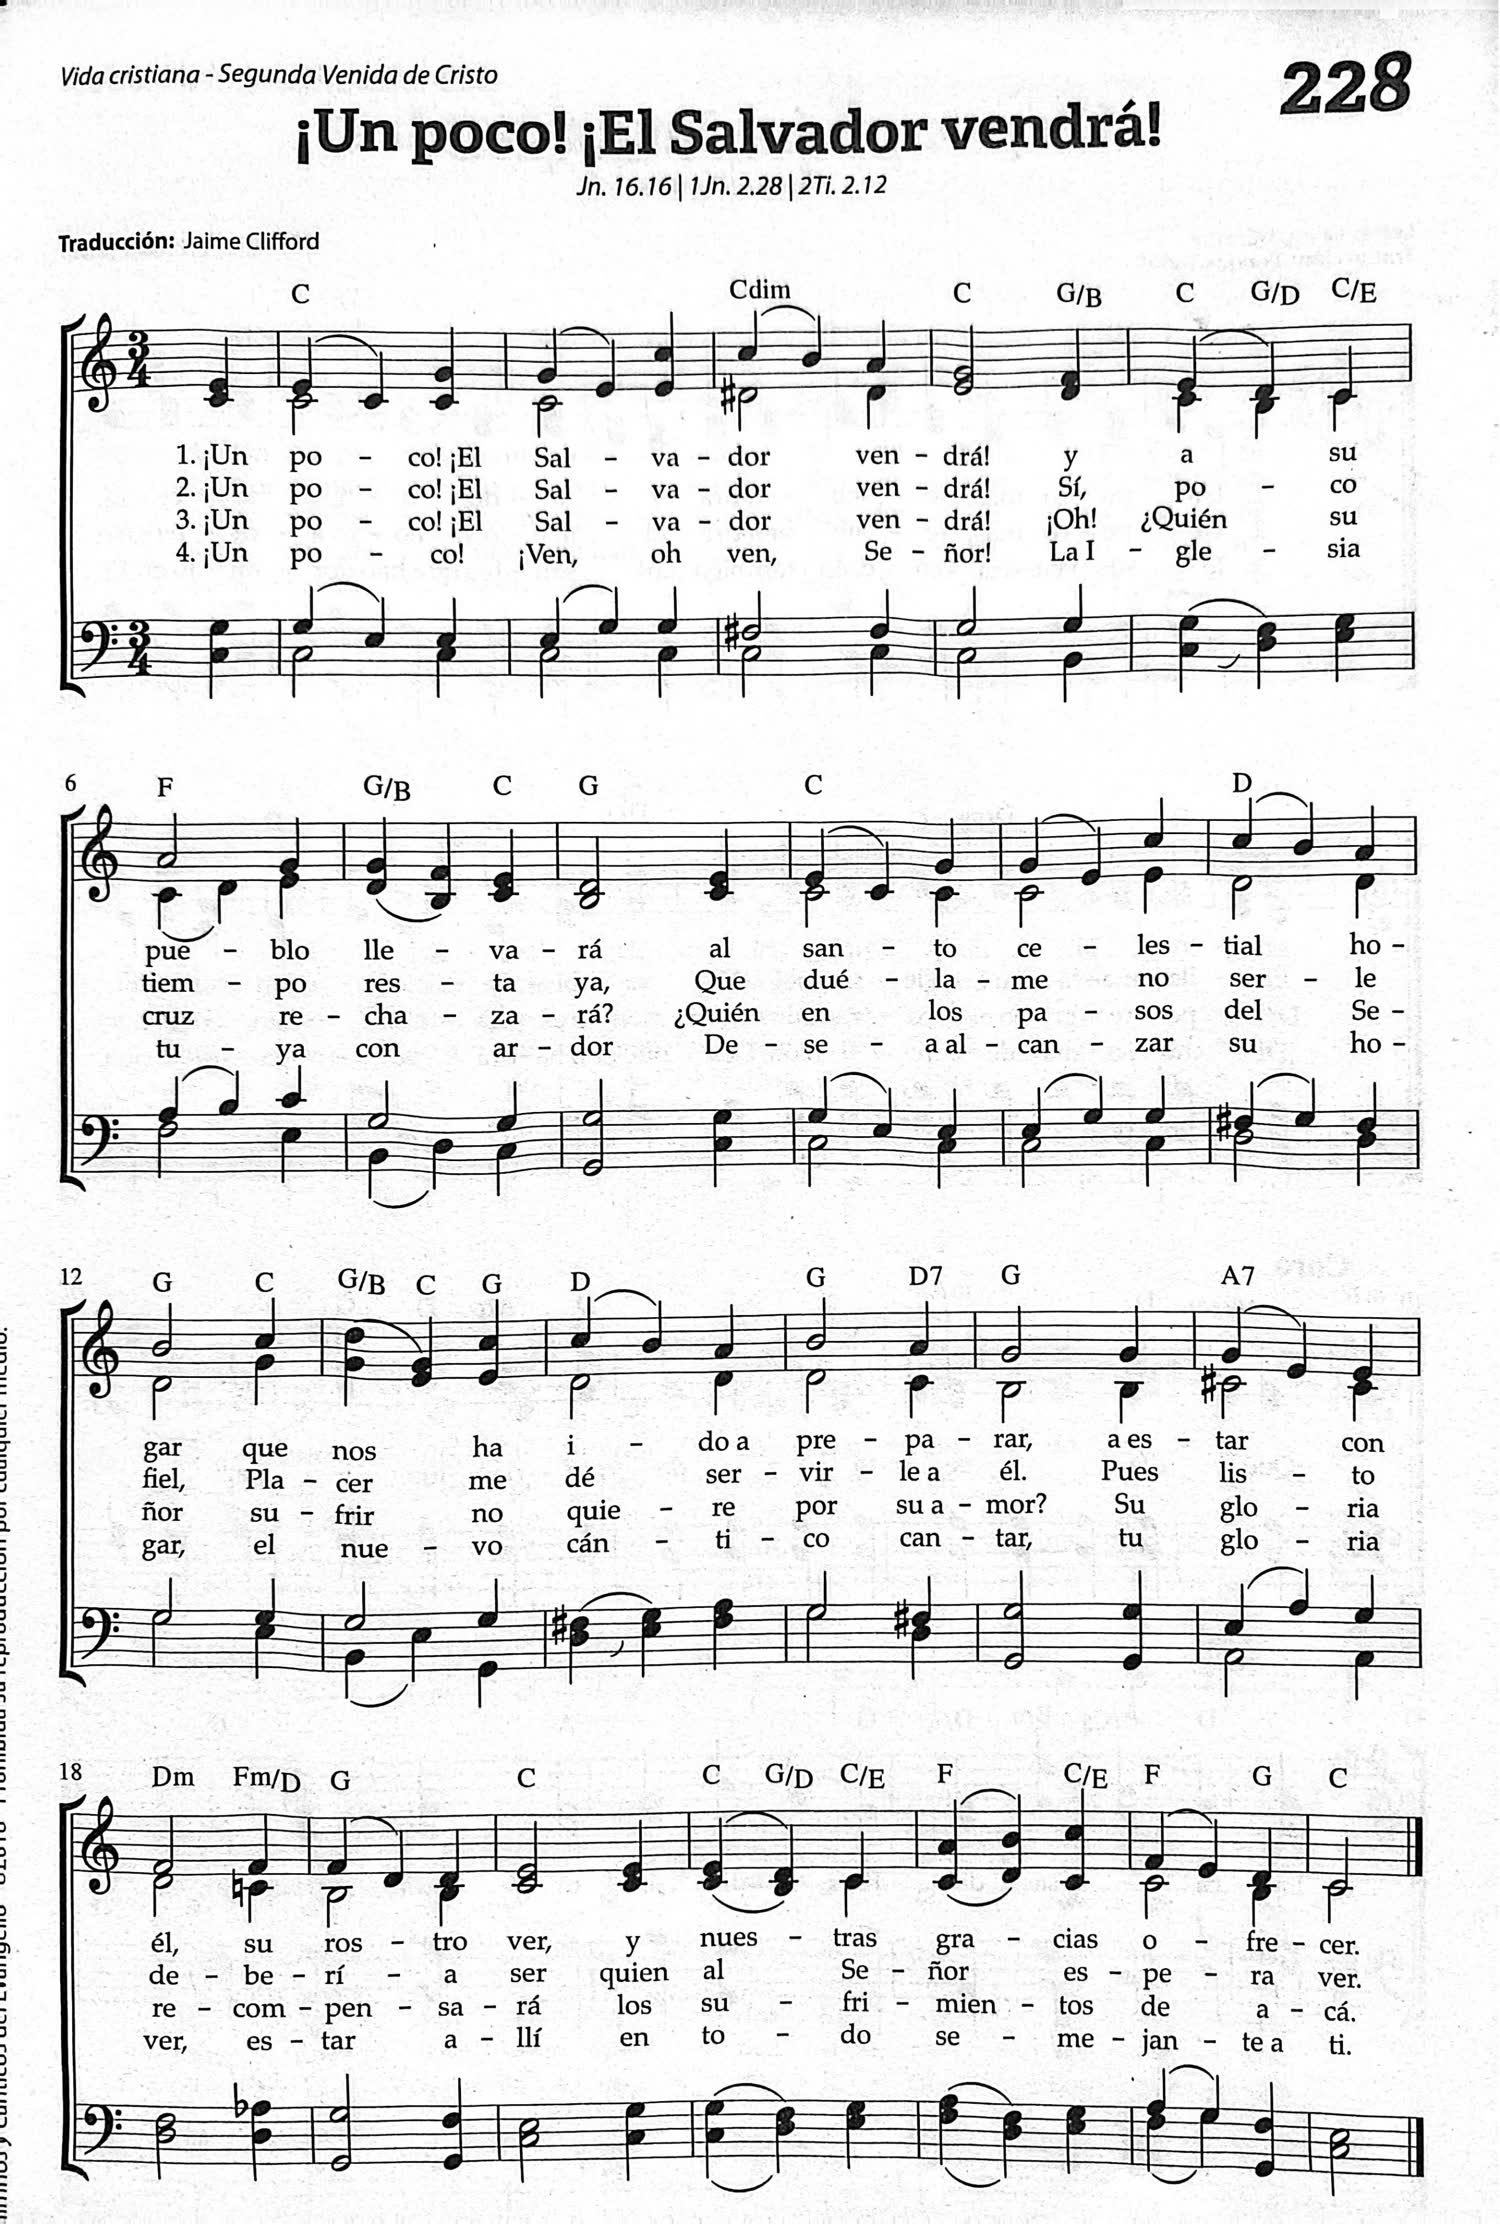 Vida cristiana - Segunda Venida de Cristo
228
¡Un poco! ¡El Salvador vendrá!
Jn. 16.16 | 1Jn. 2.28 | 2Ti. 2.12
Traducción: Jaime Clifford
C Cdim C G/B C G/D C/E
3 4
1. ¡Un po - co! ¡El Sal - va - dor ven - drá! y a su
2. ¡Un po - co! ¡El Sal - va - dor ven - drá! Sí, po - co
3. ¡Un po - co! ¡El Sal - va - dor ven - drá! ¡Oh! ¿Quién su
4. ¡Un po - co! ¡Ven, oh ven, Se - ñor! La I - gle - sia
3 4
6 F G/B C G C D
pue - blo lle - va - rá al san - to ce - les - tial ho -
tiem - po res - ta ya, Que dué - la - me no ser - le
cruz re - cha - za - rá? ¿Quién en los pa - sos del Se -
tu - ya con ar - dor De - se - a al - can - zar su ho -
12 G C G/B C G D G D7 G A7
gar que nos ha i - do a pre - pa - rar, a es - tar con
fiel, Pla - cer me dé ser - vir - le a él. Pues lis - to
ñor su - frir no quie - re por su a - mor? Su glo - ria
gar, el nue - vo cán - ti - co can - tar, tu glo - ria
18 Dm Fm/D G C C G/D C/E F C/E F G C
él, su ros - tro ver, y nues - tras gra - cias o - fre - cer.
de - be - rí - a ser quien al Se - ñor es - pe - ra ver.
re - com - pen - sa - rá los su - fri - mien - tos de a - cá.
ver, es - tar a - llí en to - do se - me - jan - te a ti.